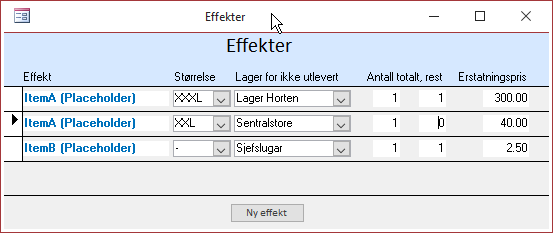 Effekter
Effekter
Effekt Størrelse Lager for ikke utlevert Antall totalt, rest Erstatningspris
ItemA (Placeholder) XXXL Lager Horten 1 1 300.00
ItemA (Placeholder) XXL Sentralstore 1 0 40.00
ItemB (Placeholder) - Sjefslugar 1 1 2.50
Ny effekt